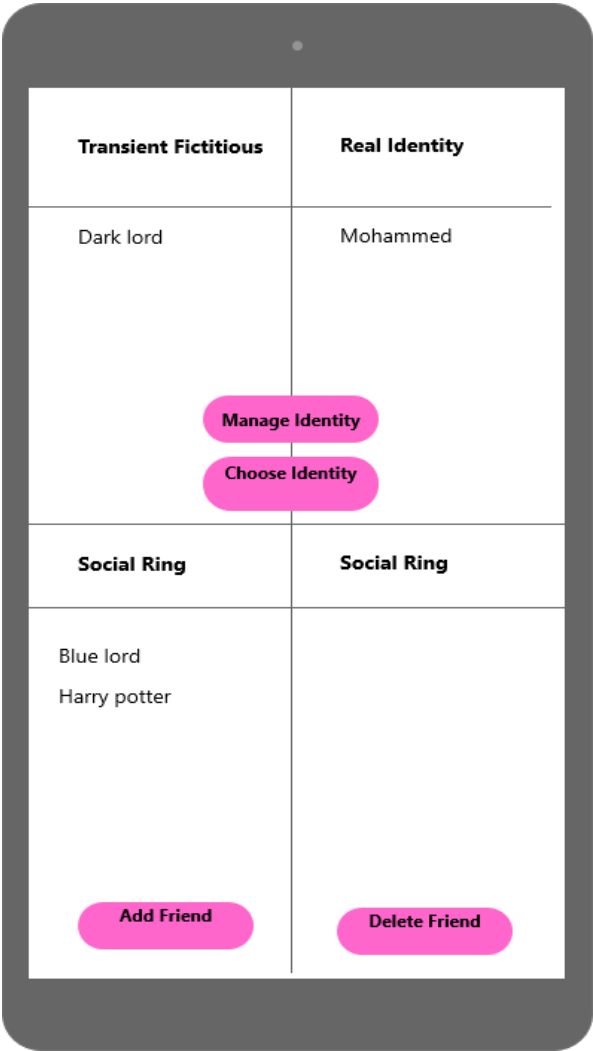 Transient Fictitious
Real Identity
Dark lord
Mohammed
Manage Identity
Choose Identity
Social Ring
Social Ring
Blue lord
Harry potter
Add Friend
Delete Friend